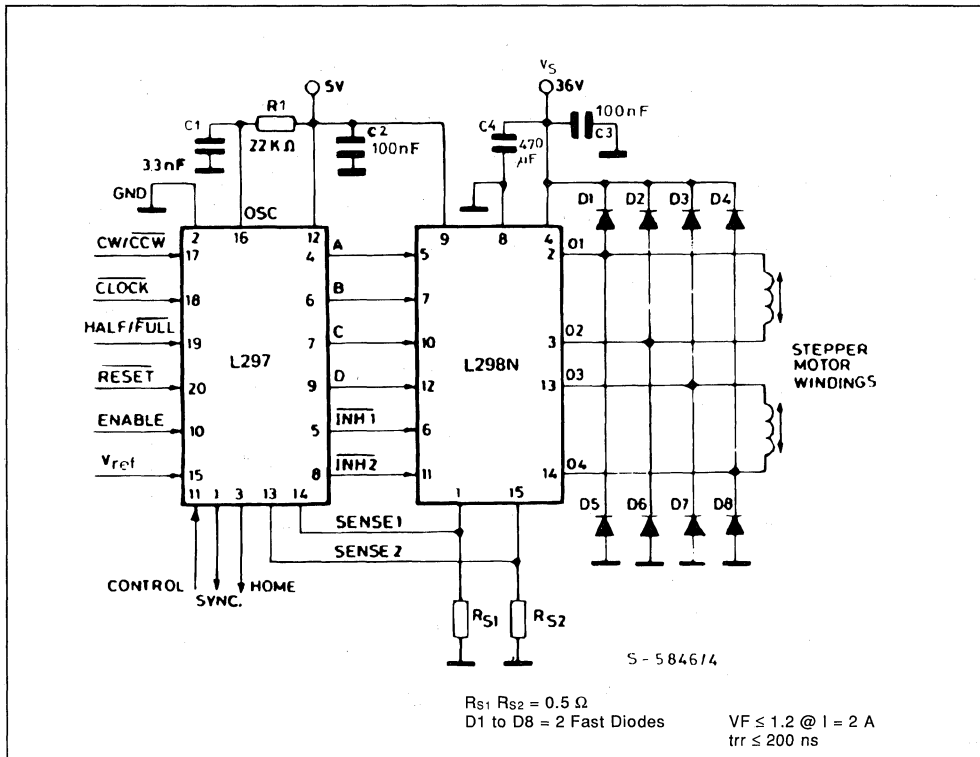 VS
5V
36V
R1
C1
22KΩ
C2
100nF
3.3nF
C4
470
µF
100nF
C3
GND
OSC
D1 D2 D3 D4
2 16 12
9 8 4
CW/CCW 17
4 A 5
2 O1
CLOCK 18
6 B 7
HALF/FULL 19
7 C 10
3 O2
L297
L298N
STEPPER
MOTOR
WINDINGS
RESET 20
9 D 12
13 O3
ENABLE 10
5 INH1 6
Vref 15
8 INH2 11
14 O4
11 1 3 13 14
1 15
D5 D6 D7 D8
SENSE1
SENSE 2
CONTROL
SYNC.
HOME
RS1
RS2
S - 5846/4
RS1 RS2 = 0.5 Ω
D1 to D8 = 2 Fast Diodes
VF ≤ 1.2 @ I = 2 A
trr ≤ 200 ns